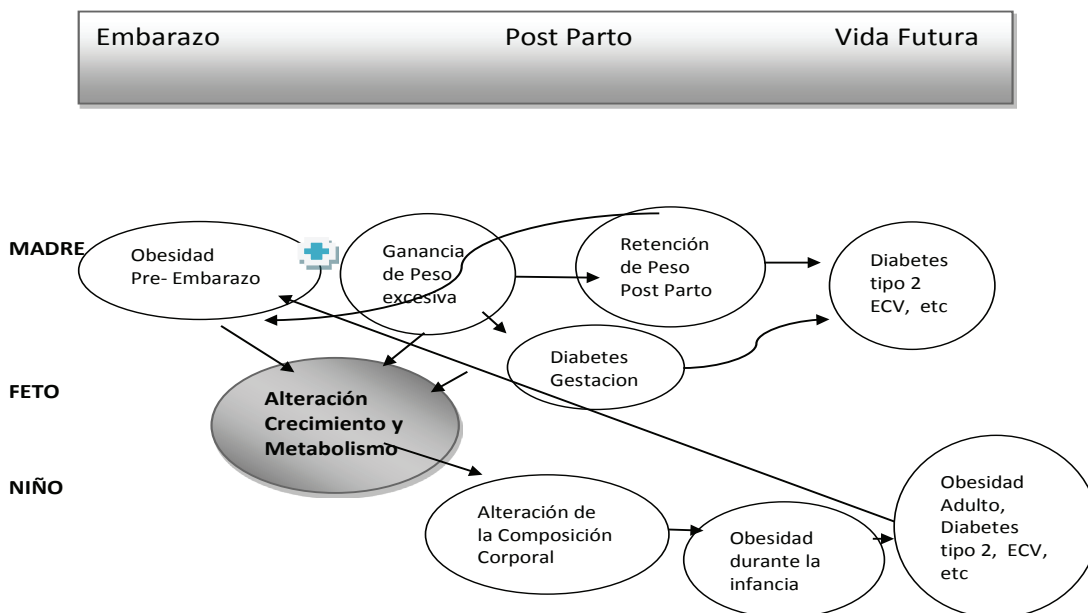 Embarazo Post Parto Vida Futura
MADRE
Obesidad
Pre- Embarazo
Ganancia
de Peso
excesiva
Retención
de Peso
Post Parto
Diabetes
tipo 2
ECV, etc
Diabetes
Gestacion
FETO
Alteración
Crecimiento y
Metabolismo
NIÑO
Alteración de
la Composición
Corporal
Obesidad
durante la
infancia
Obesidad
Adulto,
Diabetes
tipo 2, ECV,
etc